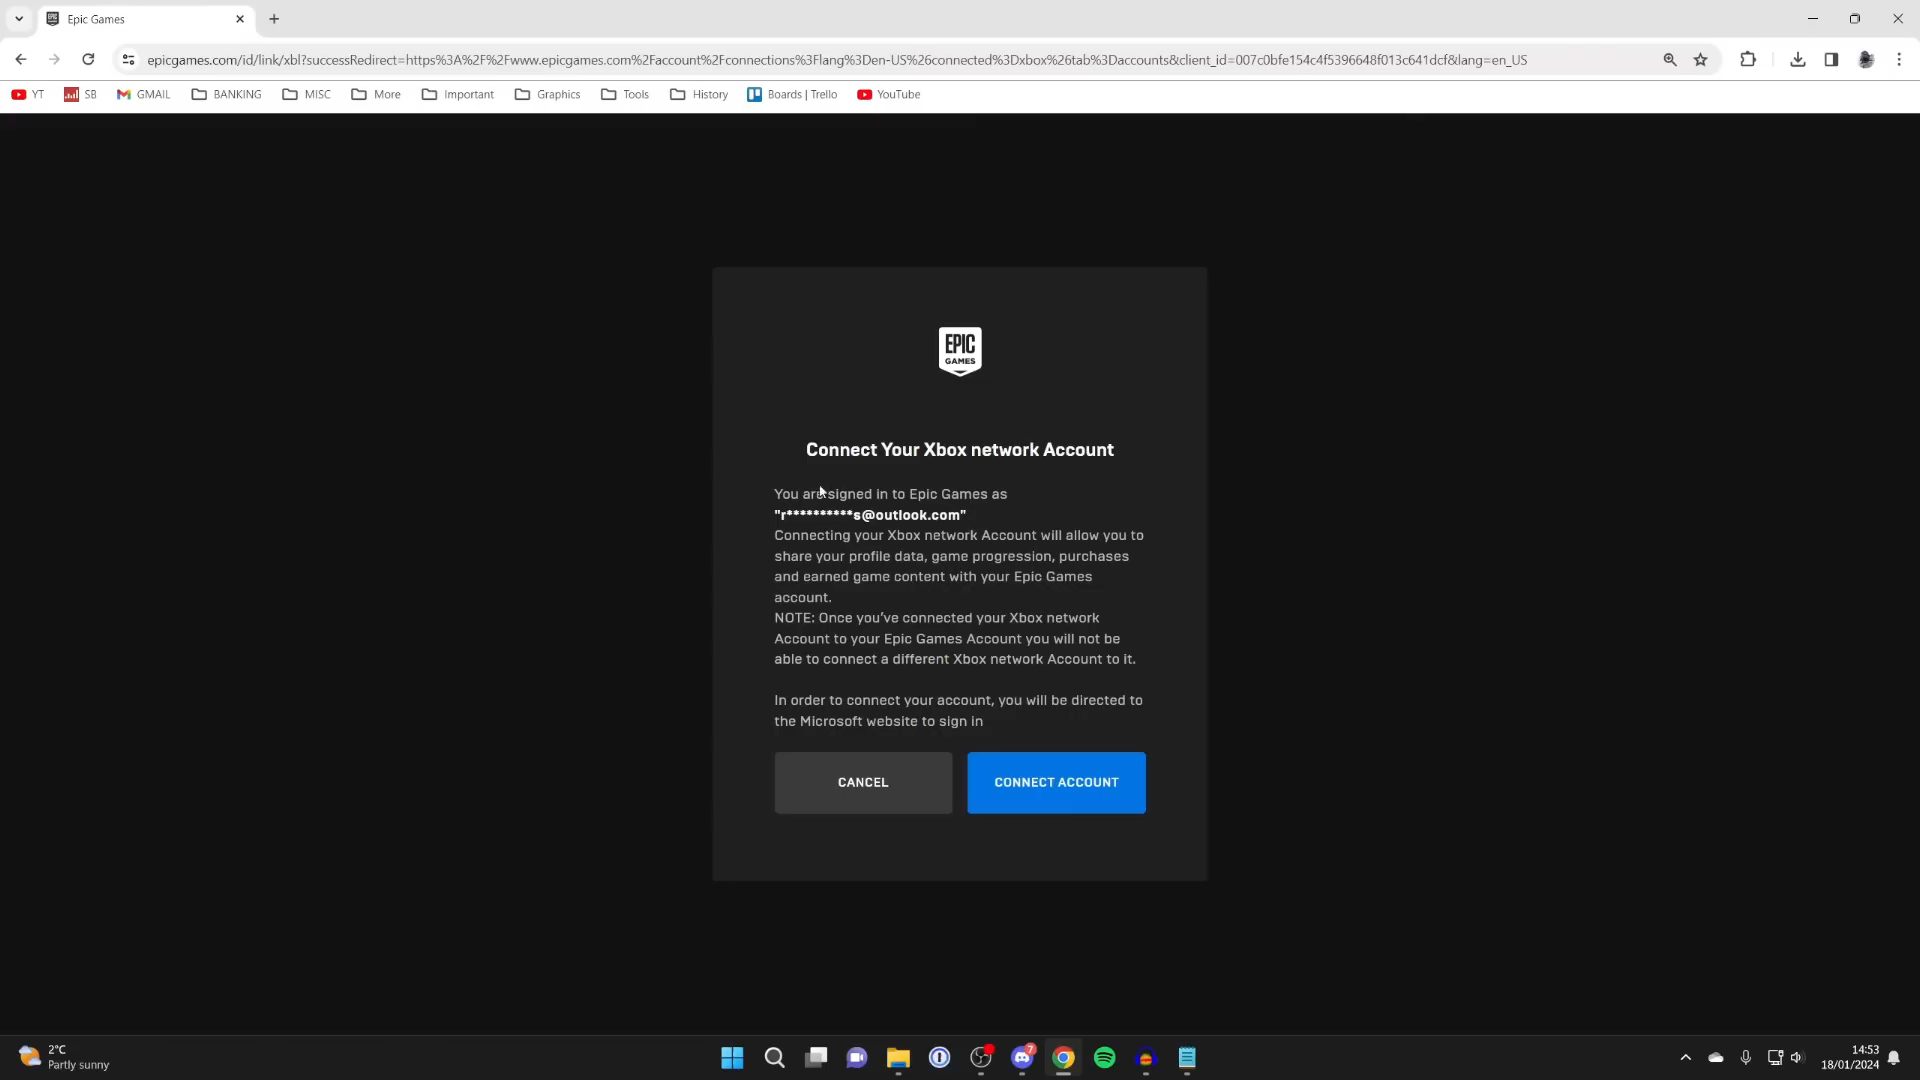 Epic Games
epicgames.com/id/link/xbl?successRedirect=https%3A%2F%2Fwww.epicgames.com%2Faccount%2Fconnections%3Flang%3Den-US%26connected%3Dxbox%26tab%3Daccounts&client_id=007c0bfe154c4f5396648f013c641dcf&lang=en_US
YT SB GMAIL BANKING MISC More Important Graphics Tools History Boards | Trello YouTube
EPIC
GAMES
Connect Your Xbox network Account
You are signed in to Epic Games as
"r**********s@outlook.com"
Connecting your Xbox network Account will allow you to
share your profile data, game progression, purchases
and earned game content with your Epic Games
account.
NOTE: Once you've connected your Xbox network
Account to your Epic Games Account you will not be
able to connect a different Xbox network Account to it.
In order to connect your account, you will be directed to
the Microsoft website to sign in
CANCEL CONNECT ACCOUNT
2°C
Partly sunny
7
14:53
18/01/2024